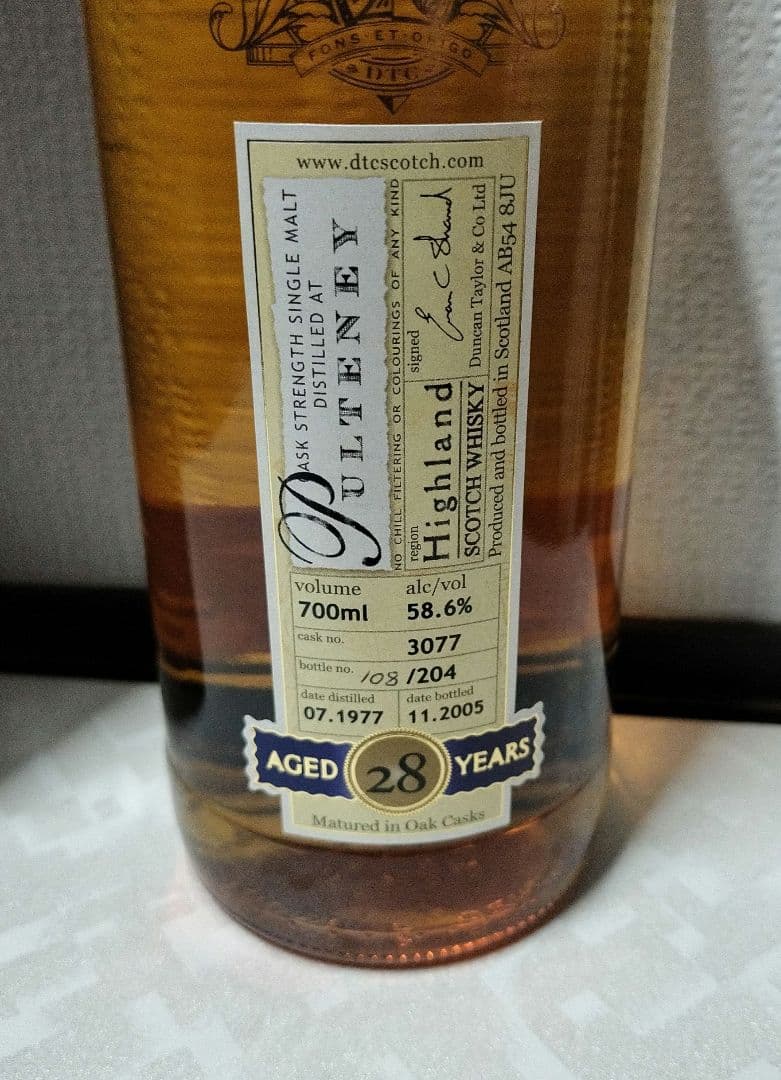 FONS·ET·ORIGO
DTC
www.dtcscotch.com
CASK STRENGTH SINGLE MALT
DISTILLED AT
PULTENEY
NO CHILL FILTERING OR COLOURINGS OF ANY KIND
region
Highland
SCOTCH WHISKY
signed
Euan C Shand
Duncan Taylor & Co Ltd
Produced and bottled in Scotland AB54 8JU
volume alc/vol
700ml 58.6%
cask no. 3077
bottle no. 108 /204
date distilled date bottled
07.1977 11.2005
AGED 28 YEARS
Matured in Oak Casks